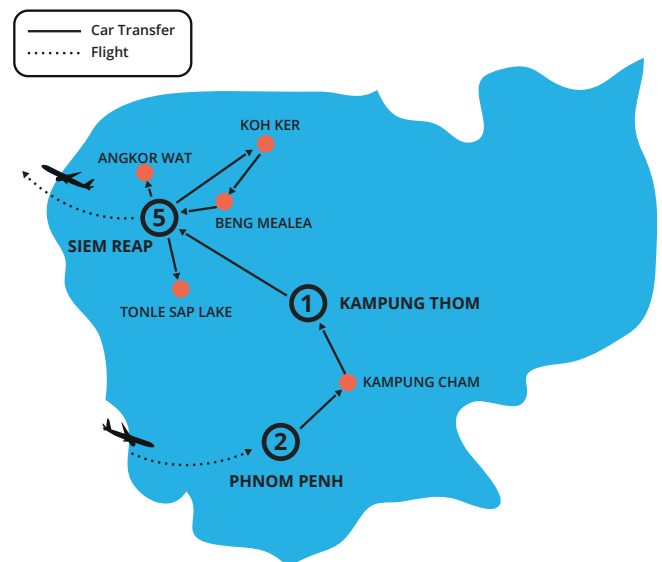 Car Transfer
Flight
KOH KER
ANGKOR WAT
5
BENG MEALEA
SIEM REAP
1
KAMPUNG THOM
TONLE SAP LAKE
KAMPUNG CHAM
2
PHNOM PENH